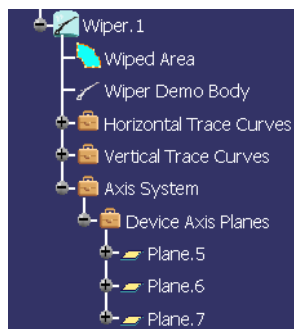 Wiper.1
Wiped Area
Wiper Demo Body
Horizontal Trace Curves
Vertical Trace Curves
Axis System
Device Axis Planes
Plane.5
Plane.6
Plane.7